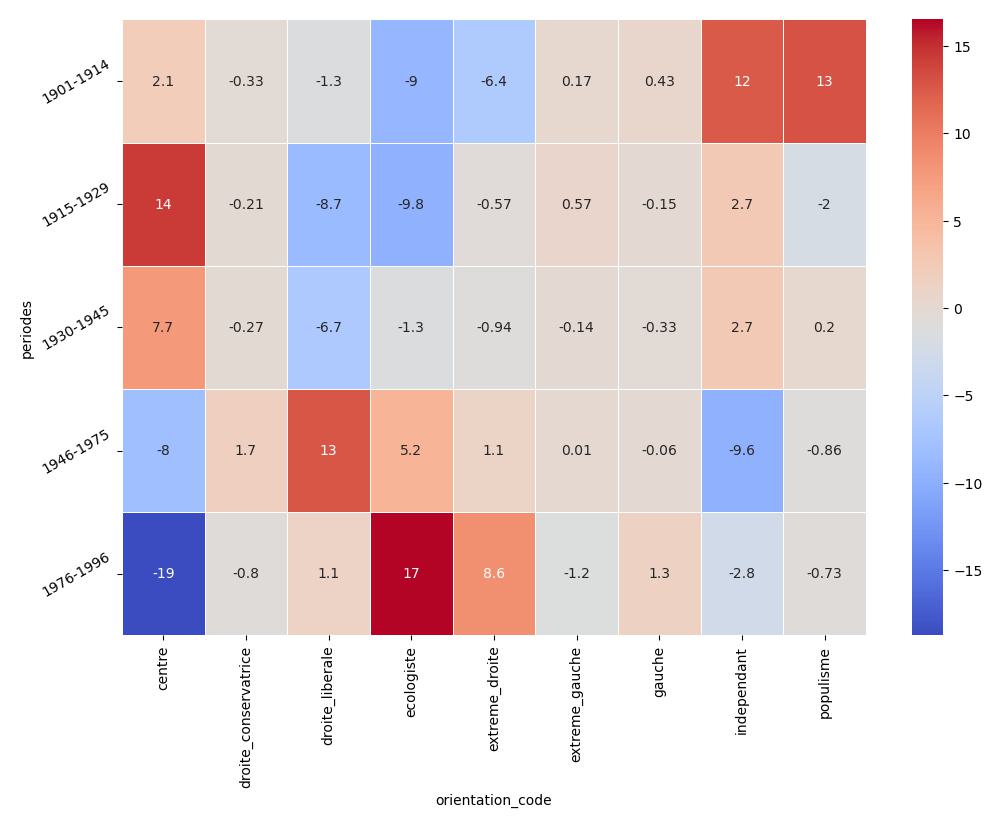 1901-1914 2.1 -0.33 -1.3 -9 -6.4 0.17 0.43 12 13
1915-1929 14 -0.21 -8.7 -9.8 -0.57 0.57 -0.15 2.7 -2
1930-1945 7.7 -0.27 -6.7 -1.3 -0.94 -0.14 -0.33 2.7 0.2
1946-1975 -8 1.7 13 5.2 1.1 0.01 -0.06 -9.6 -0.86
1976-1996 -19 -0.8 1.1 17 8.6 -1.2 1.3 -2.8 -0.73
periodes
centre
droite_conservatrice
droite_liberale
ecologiste
extreme_droite
extreme_gauche
gauche
independant
populisme
orientation_code
15
10
5
0
−5
−10
−15